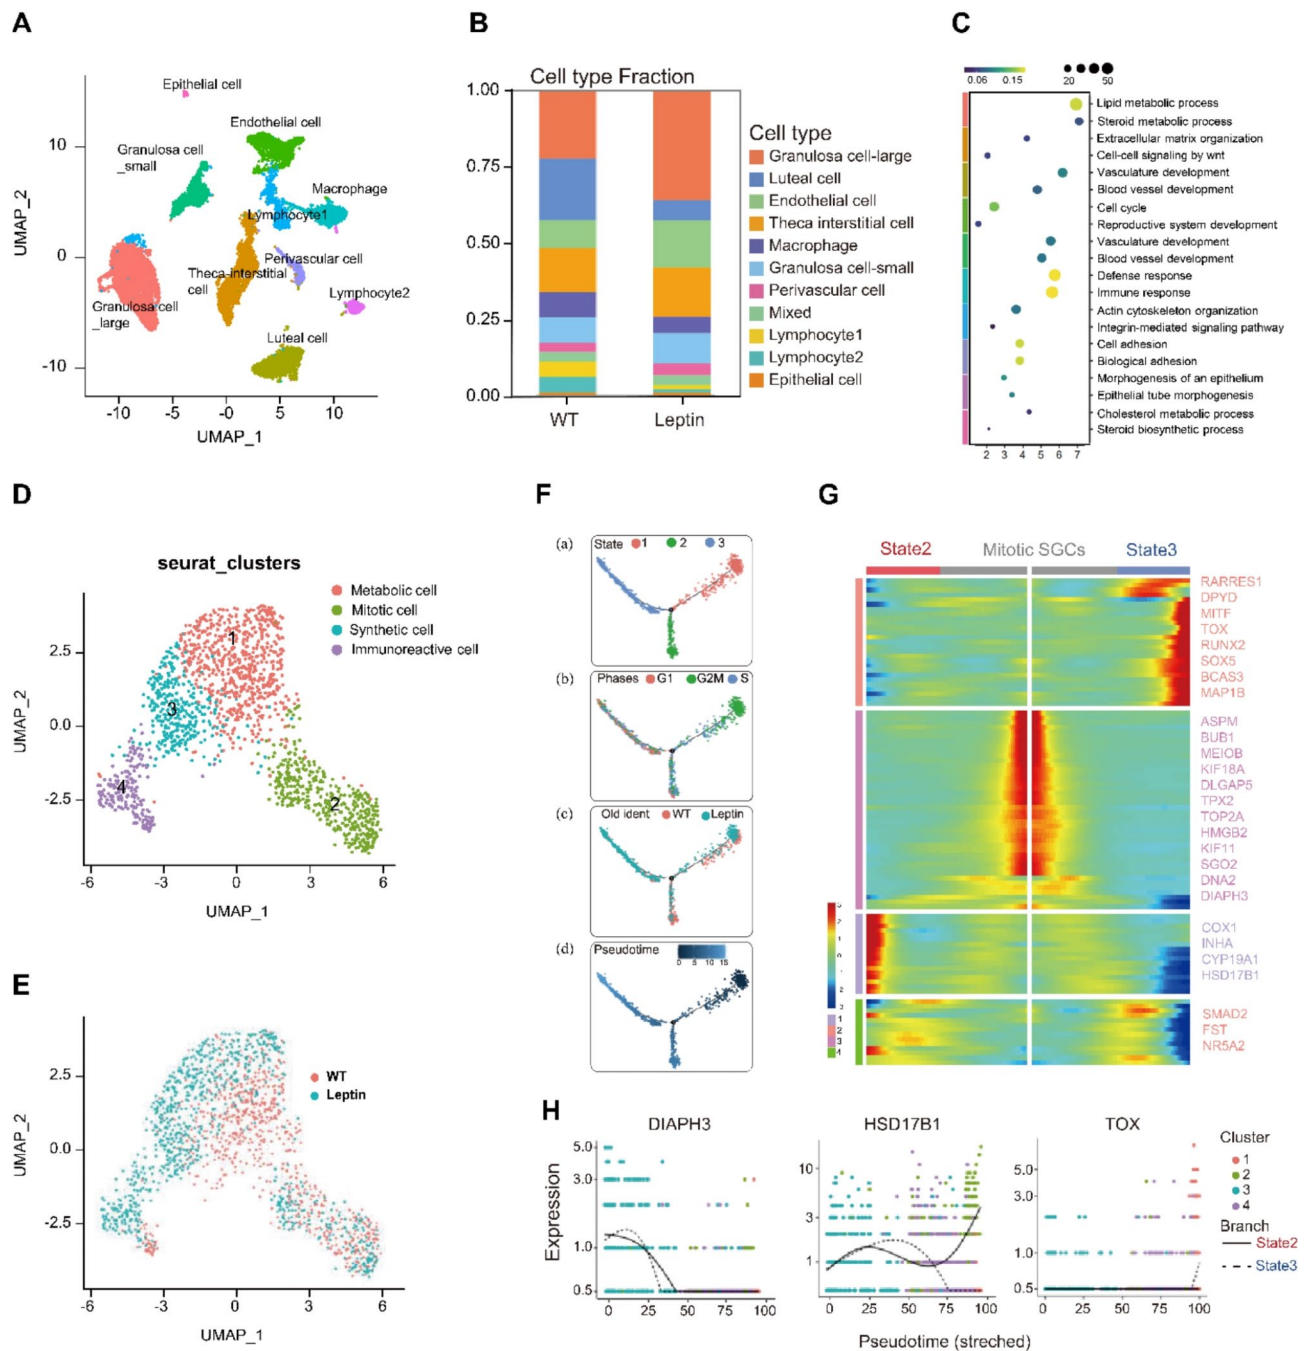 A
Epithelial cell
Endothelial cell
Granulosa cell
_small
Macrophage
Lymphocyte1
Perivascular cell
Theca-interstitial
cell
Lymphocyte2
Granulosa cell
_large
Luteal cell
10
0
-10
UMAP_2
-10 -5 -0 5 10
UMAP_1
B
Cell type Fraction
1.00
0.75
0.50
0.25
0.00
WT Leptin
Cell type
Granulosa cell-large
Luteal cell
Endothelial cell
Theca interstitial cell
Macrophage
Granulosa cell-small
Perivascular cell
Mixed
Lymphocyte1
Lymphocyte2
Epithelial cell
C
0.06 0.15 20 50
Lipid metabolic process
Steroid metabolic process
Extracellular matrix organization
Cell-cell signaling by wnt
Vasculature development
Blood vessel development
Cell cycle
Reproductive system development
Vasculature development
Blood vessel development
Defense response
Immune response
Actin cytoskeleton organization
Integrin-mediated signaling pathway
Cell adhesion
Biological adhesion
Morphogenesis of an epithelium
Epithelial tube morphogenesis
Cholesterol metabolic process
Steroid biosynthetic process
2 3 4 5 6 7
D
seurat_clusters
Metabolic cell
Mitotic cell
Synthetic cell
Immunoreactive cell
1
3
4
2
2.5
0.0
-2.5
UMAP_2
-6 -3 0 3 6
UMAP_1
E
WT
Leptin
2.5
0.0
-2.5
UMAP_2
-6 -3 0 3 6
UMAP_1
F
(a)
State 1 2 3
(b)
Phases G1 G2M S
(c)
Old ident WT Leptin
(d)
Pseudotime
0 5 10 15
G
State2 Mitotic SGCs State3
RARRES1
DPYD
MITF
TOX
RUNX2
SOX5
BCAS3
MAP1B
ASPM
BUB1
MEIOB
KIF18A
DLGAP5
TPX2
TOP2A
HMGB2
KIF11
SGO2
DNA2
DIAPH3
COX1
INHA
CYP19A1
HSD17B1
SMAD2
FST
NR5A2
3
2
1
0
1
2
3
1
2
3
4
H
DIAPH3 HSD17B1 TOX
Expression
5.0
3.0
1.0
0.5
0 25 50 75 100
10
3
1
0 25 50 75 100
5.0
3.0
1.0
0.5
0 25 50 75 100
Pseudotime (streched)
Cluster
1
2
3
4
Branch
State2
State3